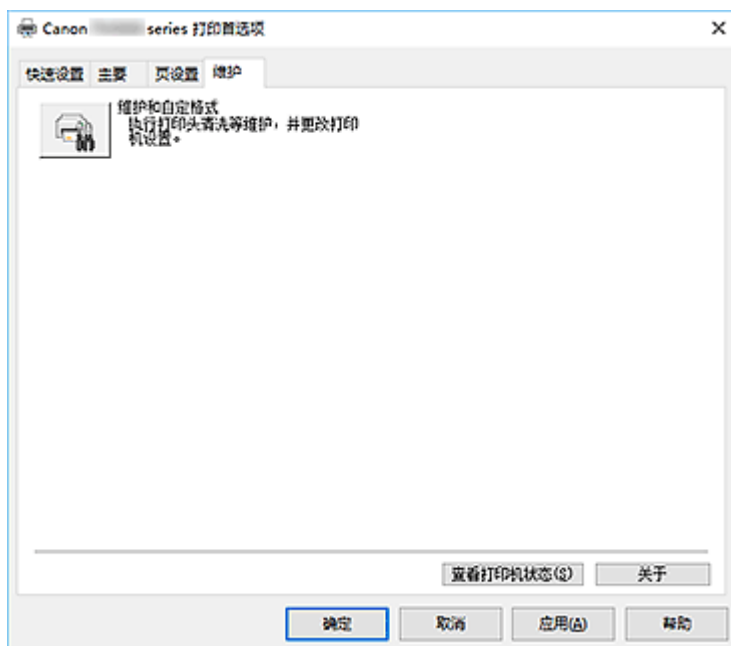 Canon series 打印首选项
快速设置 主要 页设置 维护
维护和自定格式
执行打印头清洗等维护，并更改打印
机设置。
查看打印机状态(S) 关于
确定 取消 应用(A) 帮助